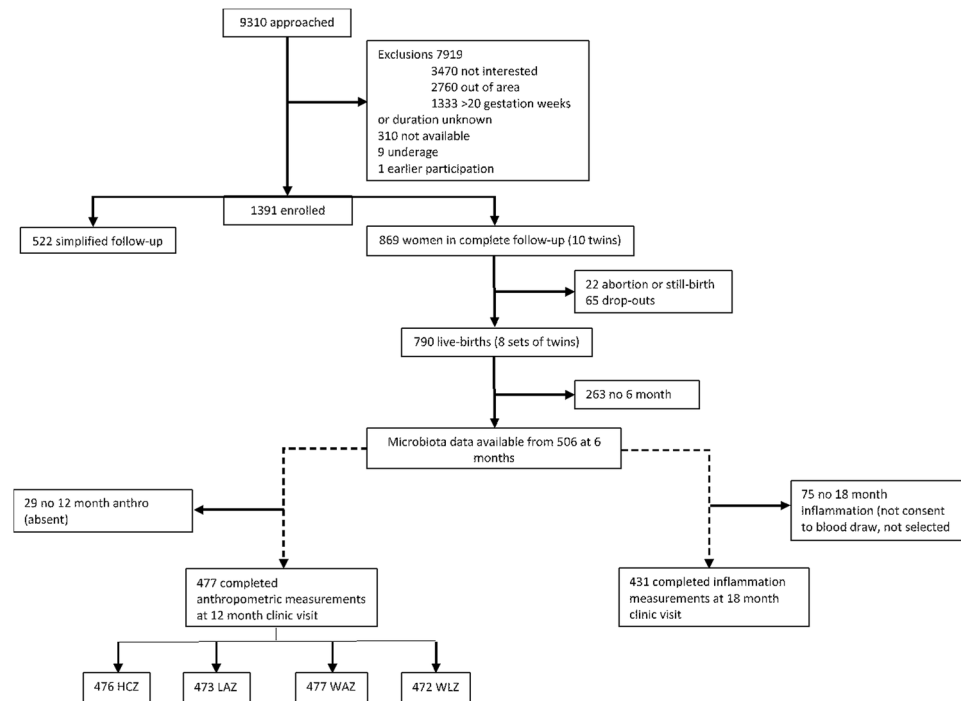 9310 approached
Exclusions 7919
3470 not interested
2760 out of area
1333 >20 gestation weeks
or duration unknown
310 not available
9 underage
1 earlier participation
1391 enrolled
522 simplified follow-up
869 women in complete follow-up (10 twins)
22 abortion or still-birth
65 drop-outs
790 live-births (8 sets of twins)
263 no 6 month
Microbiota data available from 506 at 6
months
29 no 12 month anthro
(absent)
75 no 18 month
inflammation (not consent
to blood draw, not selected
477 completed
anthropometric measurements
at 12 month clinic visit
431 completed inflammation
measurements at 18 month
clinic visit
476 HCZ
473 LAZ
477 WAZ
472 WLZ